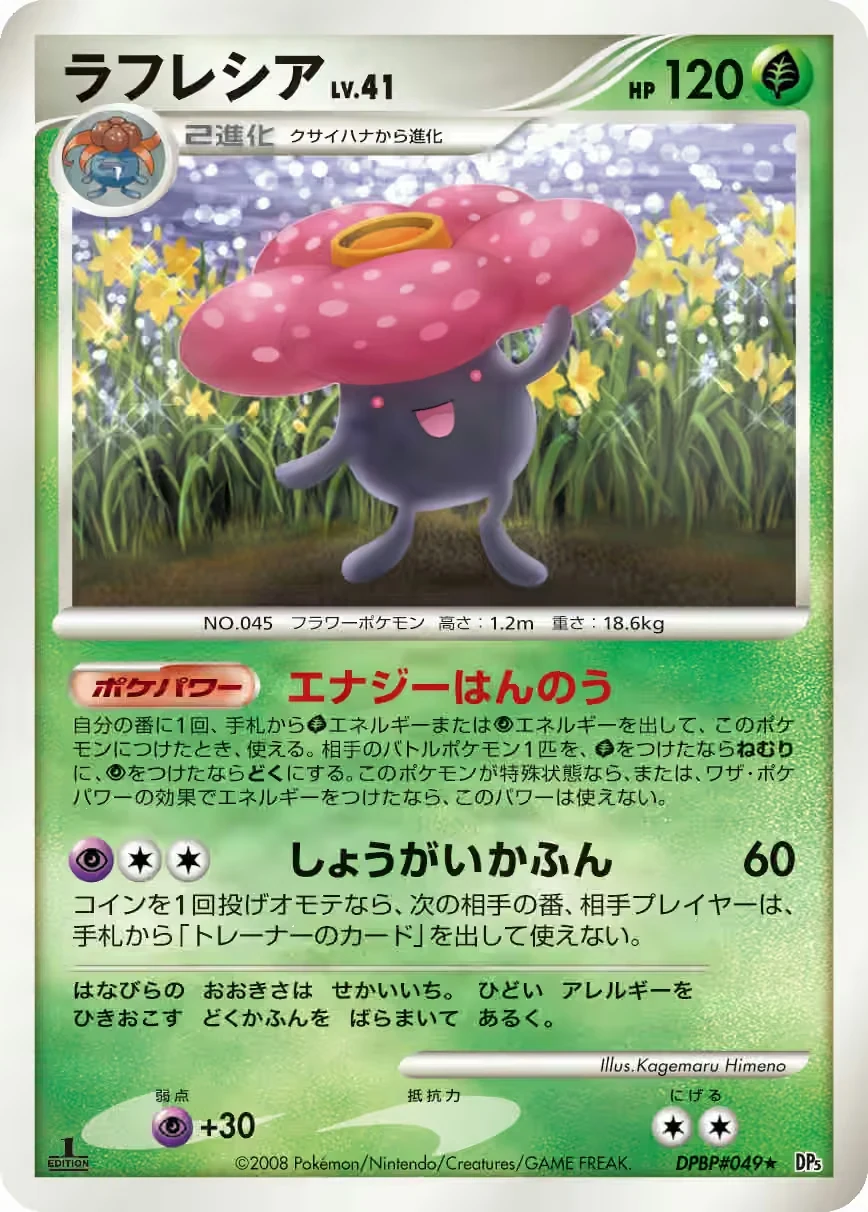 ラフレシア LV.41 HP 120
2進化 クサイハナから進化
NO.045 フラワーポケモン 高さ：1.2m 重さ：18.6kg
ポケパワー エナジーはんのう
自分の番に1回、手札からエネルギーまたはエネルギーを出して、このポケ
モンにつけたとき、使える。相手のバトルポケモン1匹を、をつけたならねむり
に、をつけたならどくにする。このポケモンが特殊状態なら、または、ワザ・ポケ
パワーの効果でエネルギーをつけたなら、このパワーは使えない。
しょうがいかふん 60
コインを1回投げオモテなら、次の相手の番、相手プレイヤーは、
手札から「トレーナーのカード」を出して使えない。
はなびらの おおきさは せかいいち。 ひどい アレルギーを
ひきおこす どくかふんを ばらまいて あるく。
Illus.Kagemaru Himeno
弱点 抵抗力 にげる
+30
1 EDITION
©2008 Pokémon/Nintendo/Creatures/GAME FREAK. DPBP#049★ DP5